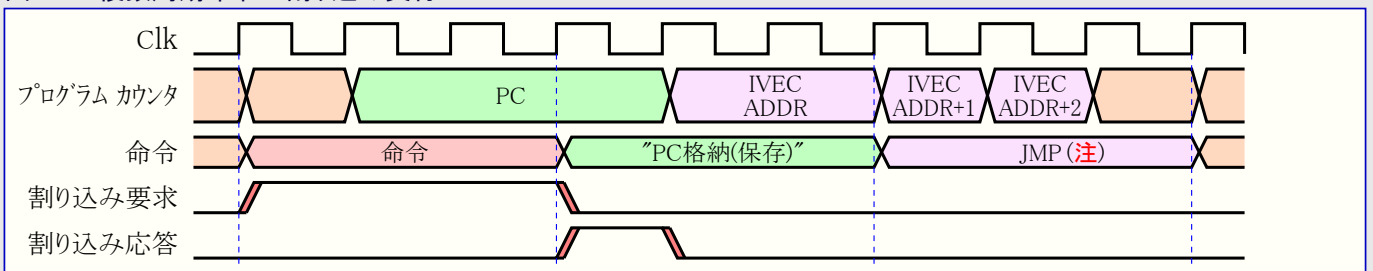 Clk
プログラム カウンタ
PC
IVEC
ADDR
IVEC
ADDR+1
IVEC
ADDR+2
命令
命令
"PC格納(保存)"
JMP (注)
割り込み要求
割り込み応答